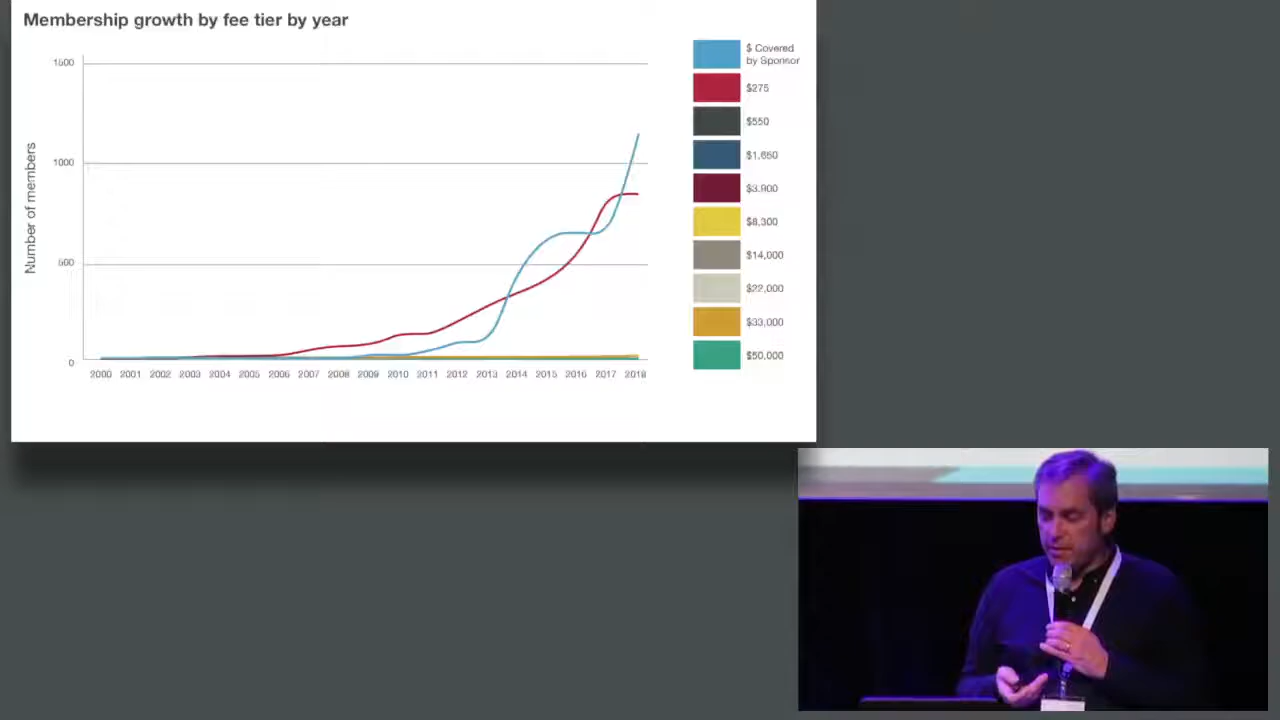 Membership growth by fee tier by year
Number of members
1500
1000
500
0
2000 2001 2002 2003 2004 2005 2006 2007 2008 2009 2010 2011 2012 2013 2014 2015 2016 2017 2018
$ Covered
by Sponsor
$275
$550
$1,650
$3,900
$8,300
$14,000
$22,000
$33,000
$50,000